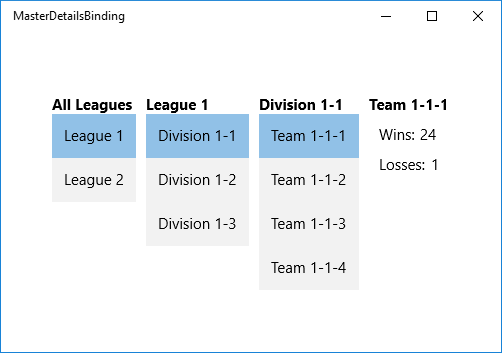 MasterDetailsBinding
All Leagues League 1 Division 1-1 Team 1-1-1
League 1 Division 1-1 Team 1-1-1 Wins: 24
Losses: 1
League 2 Division 1-2 Team 1-1-2
Division 1-3 Team 1-1-3
Team 1-1-4